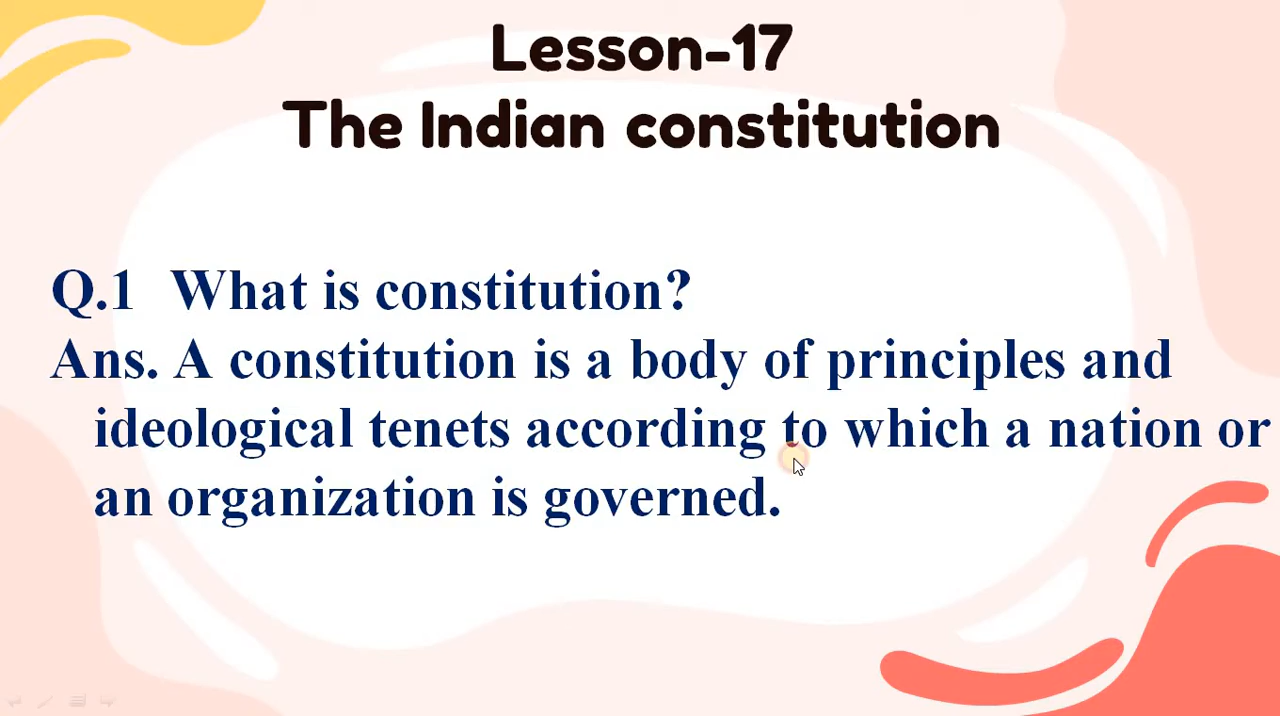 Lesson-17
The Indian constitution
Q.1 What is constitution?
Ans. A constitution is a body of principles and
ideological tenets according to which a nation or
an organization is governed.